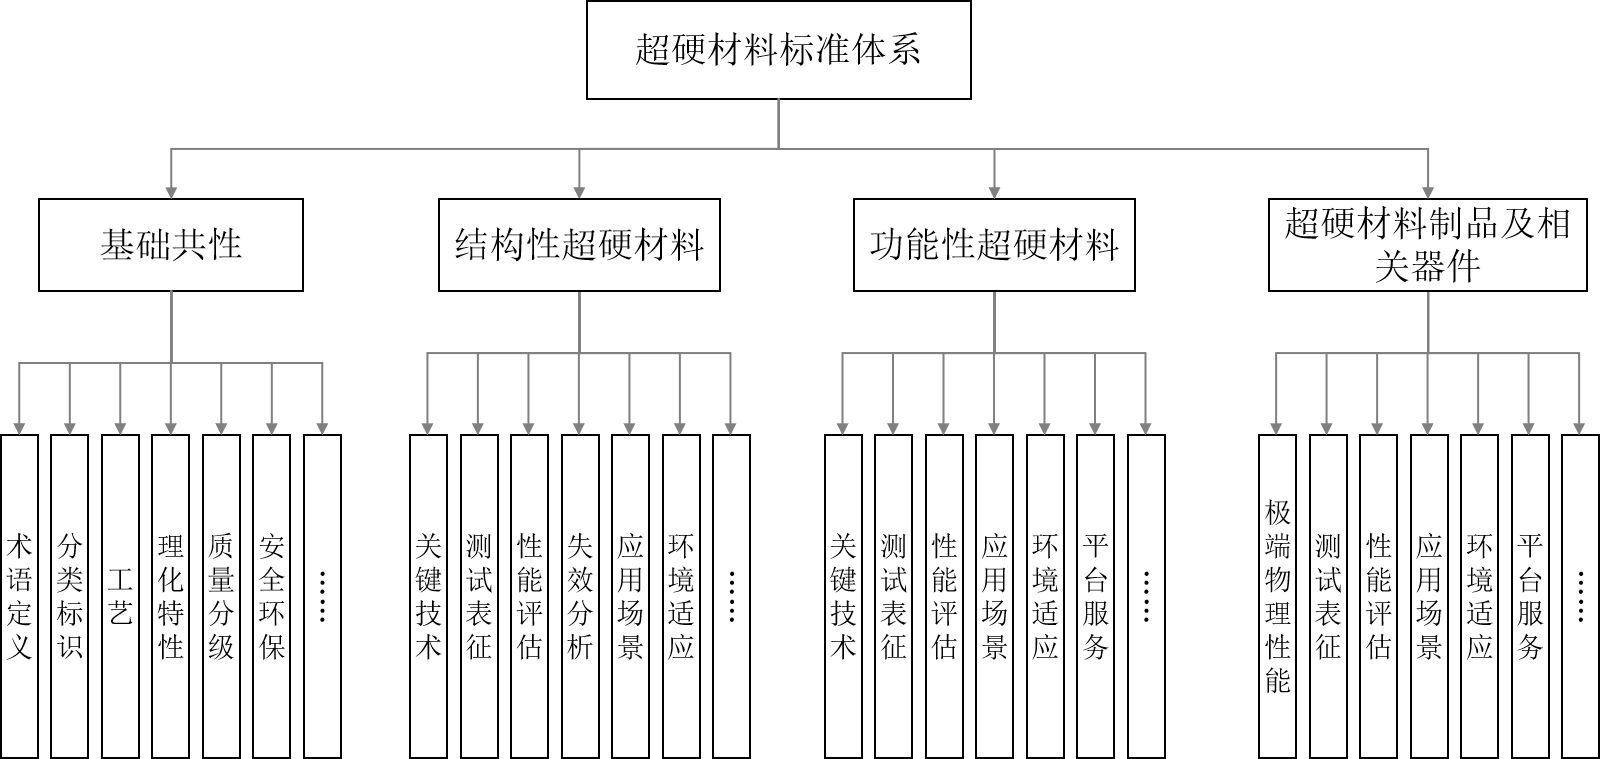 超硬材料标准体系
基础共性
结构性超硬材料
功能性超硬材料
超硬材料制品及相
关器件
术语定义
分类标识
工艺
理化特性
质量分级
安全环保
……
关键技术
测试表征
性能评估
失效分析
应用场景
环境适应
……
关键技术
测试表征
性能评估
应用场景
环境适应
平台服务
……
极端物理性能
测试表征
性能评估
应用场景
环境适应
平台服务
……